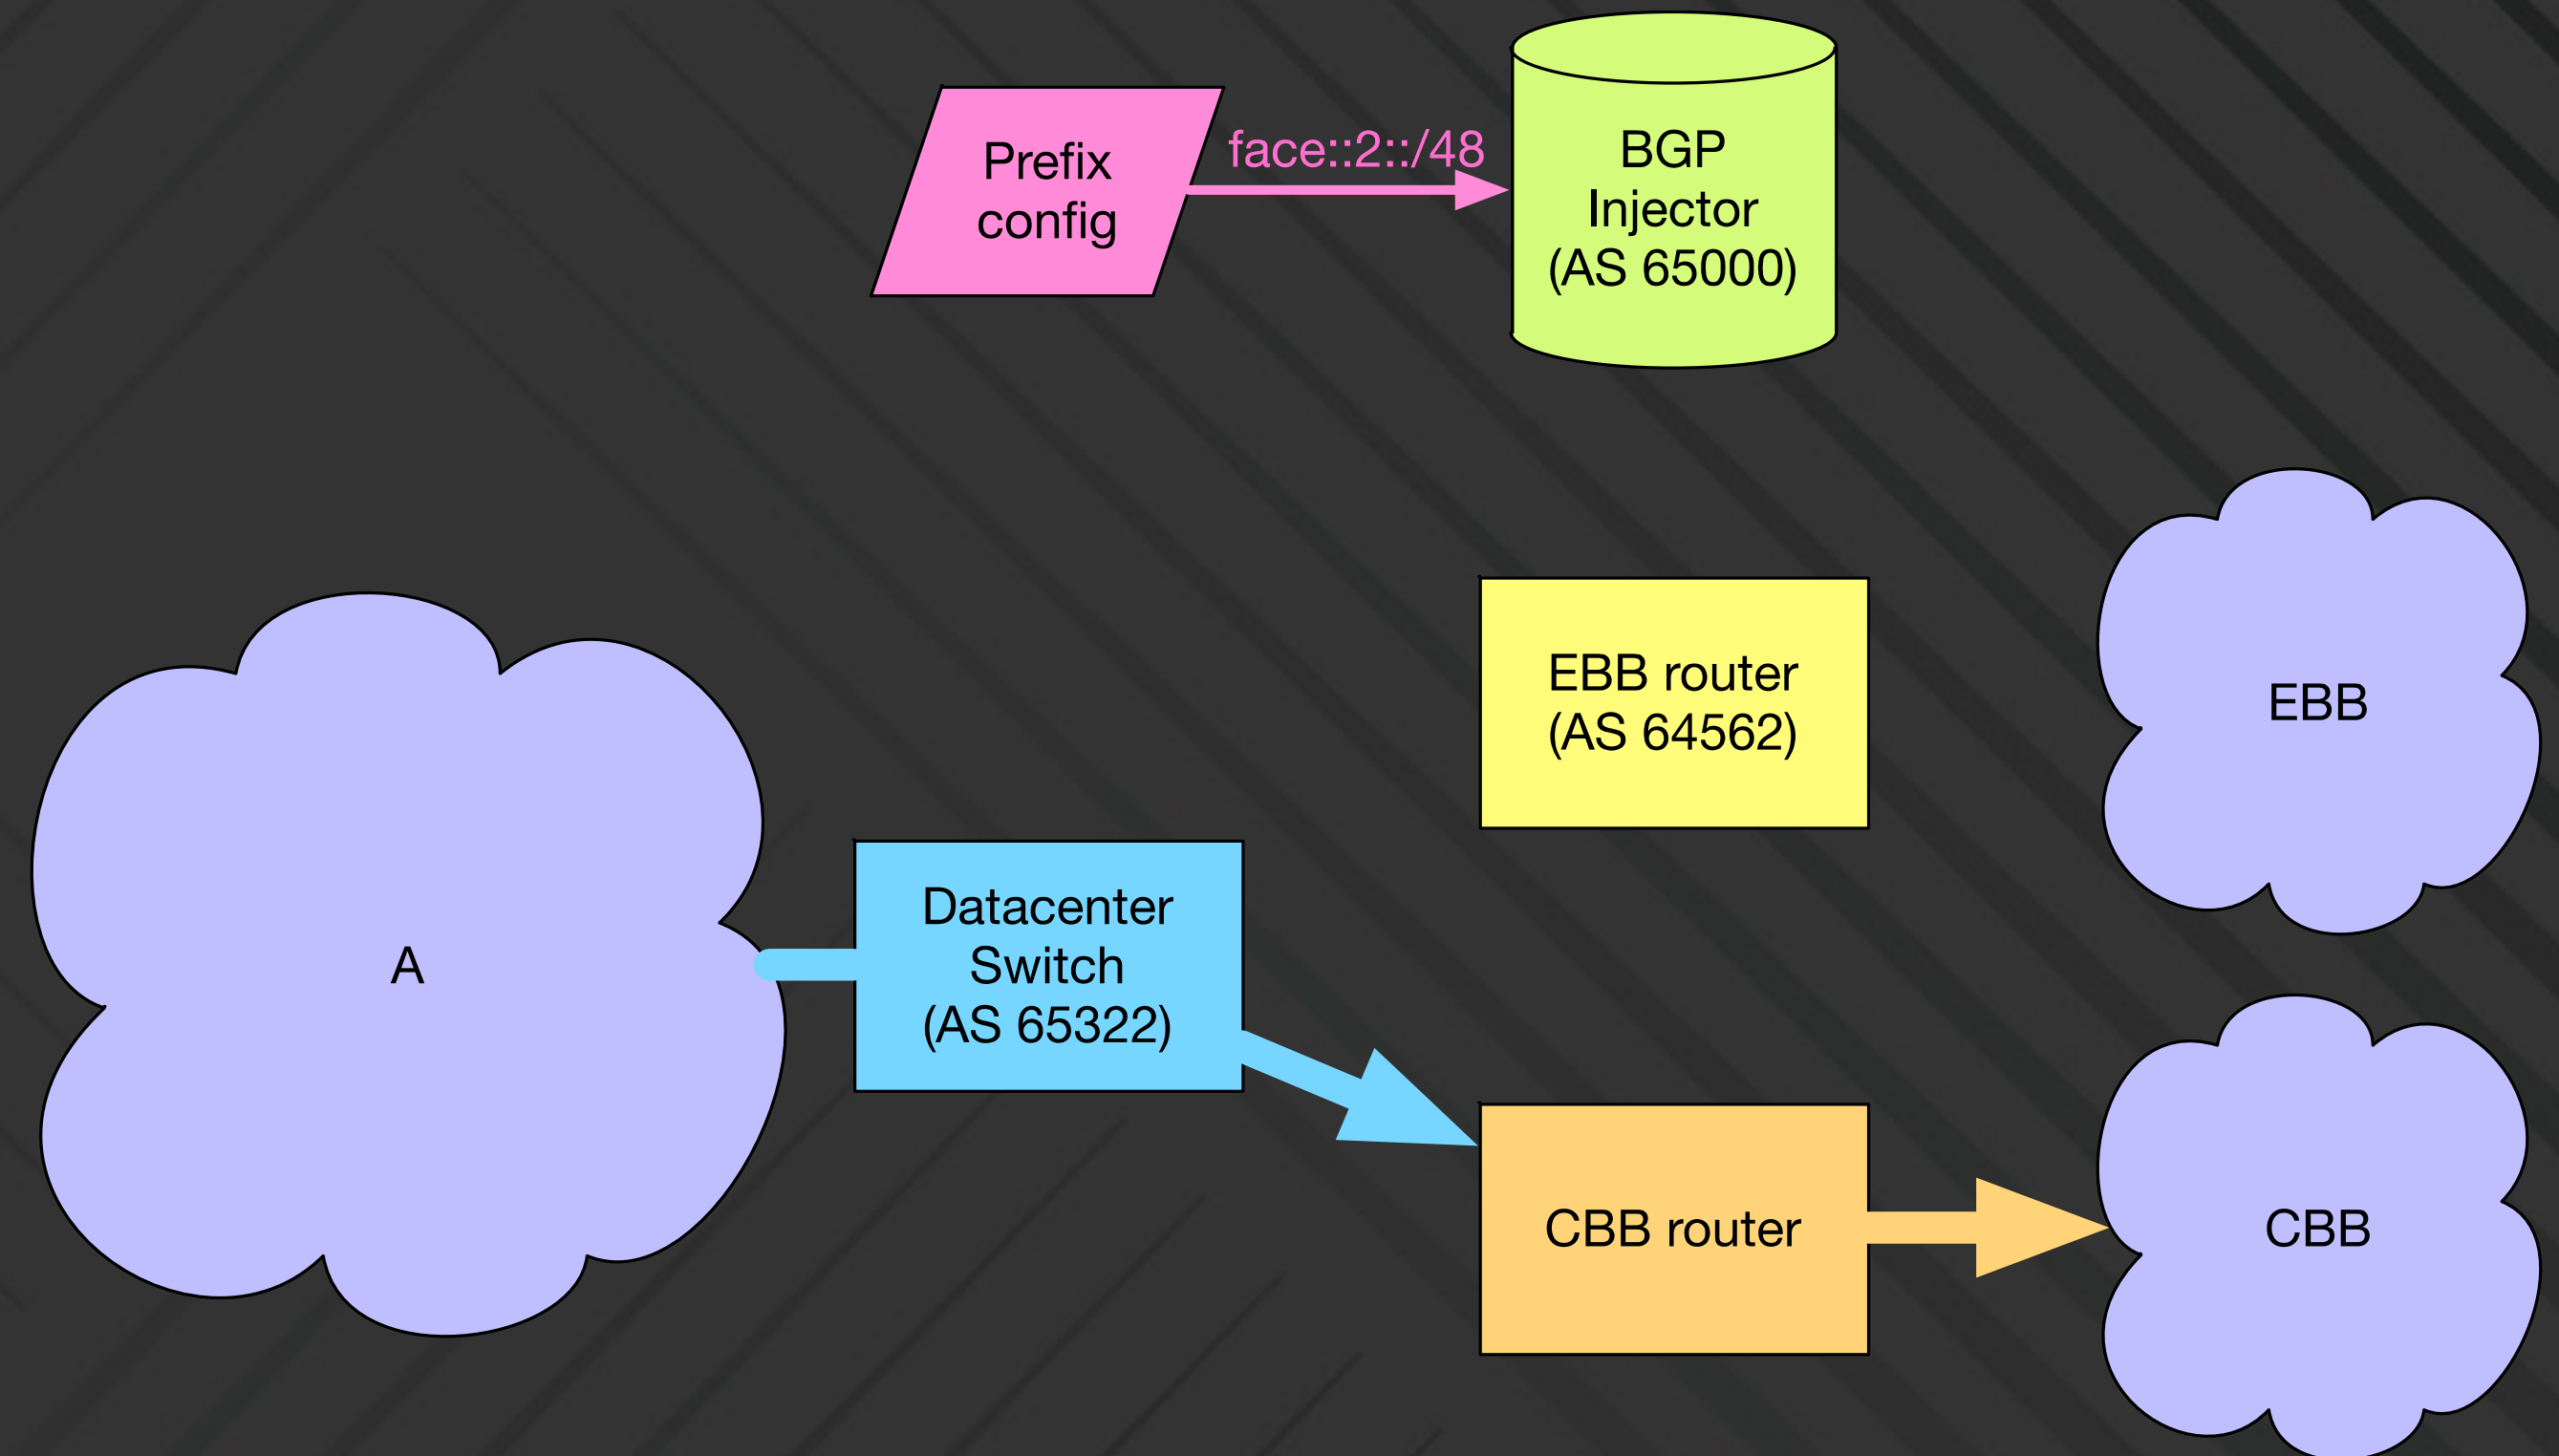 Prefix
config
face::2::/48
BGP
Injector
(AS 65000)
EBB router
(AS 64562)
EBB
A
Datacenter
Switch
(AS 65322)
CBB router
CBB